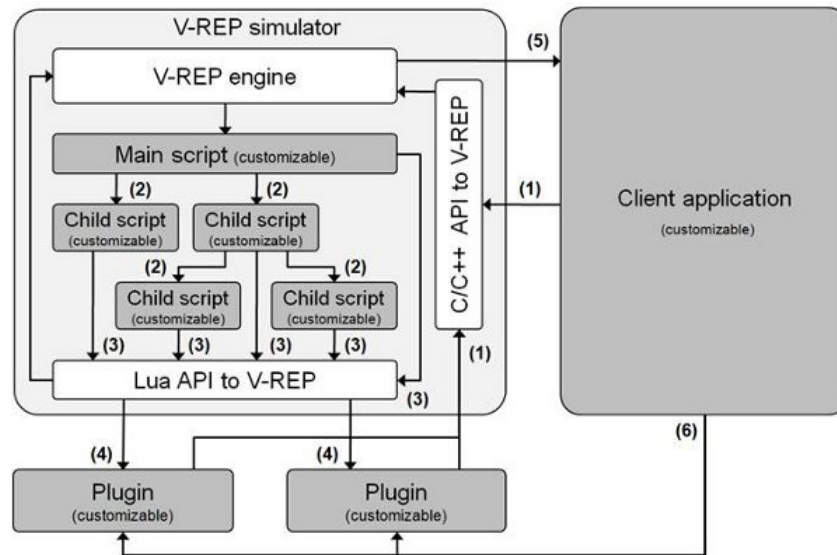 V-REP simulator
(5)
V-REP engine
C/C++ API to V-REP
Main script (customizable)
(2)
(2)
(1)
Client application
(customizable)
Child script
(customizable)
Child script
(customizable)
(2)
(2)
Child script
(customizable)
Child script
(customizable)
(3)
(3)
(3)
(3)
(1)
Lua API to V-REP
(3)
(6)
(4)
(4)
Plugin
(customizable)
Plugin
(customizable)